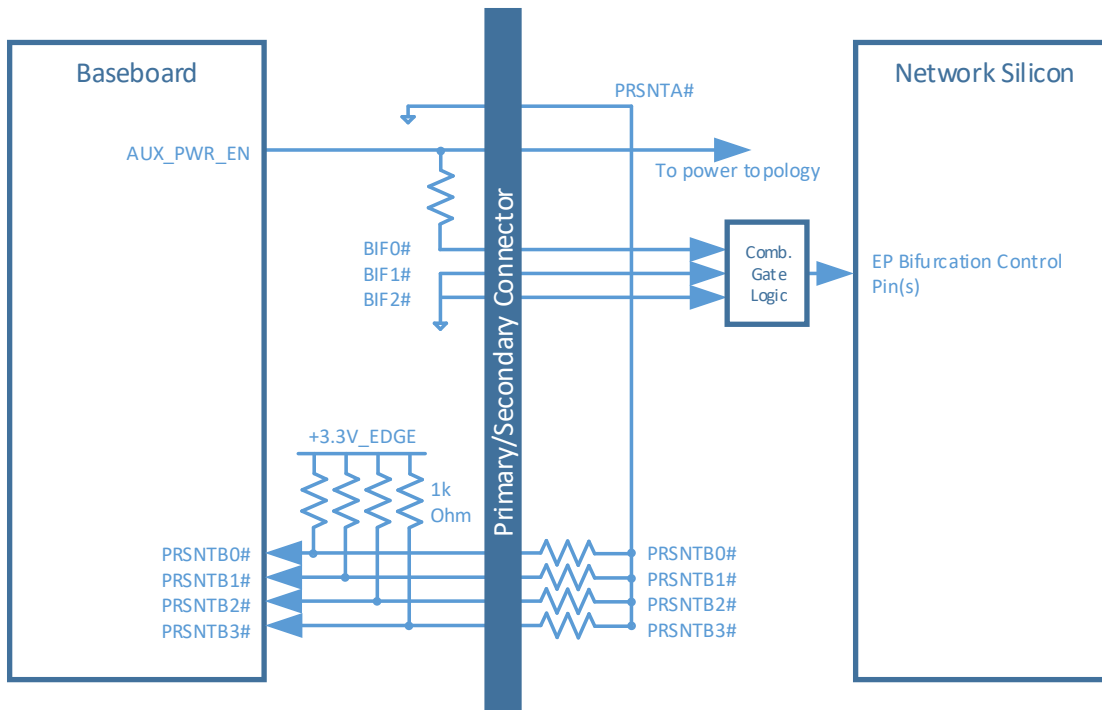 Baseboard
Network Silicon
PRSNTA#
AUX_PWR_EN
To power topology
Primary/Secondary Connector
BIF0#
BIF1#
BIF2#
Comb.
Gate
Logic
EP Bifurcation Control
Pin(s)
+3.3V_EDGE
1k
Ohm
PRSNTB0#
PRSNTB1#
PRSNTB2#
PRSNTB3#
PRSNTB0#
PRSNTB1#
PRSNTB2#
PRSNTB3#